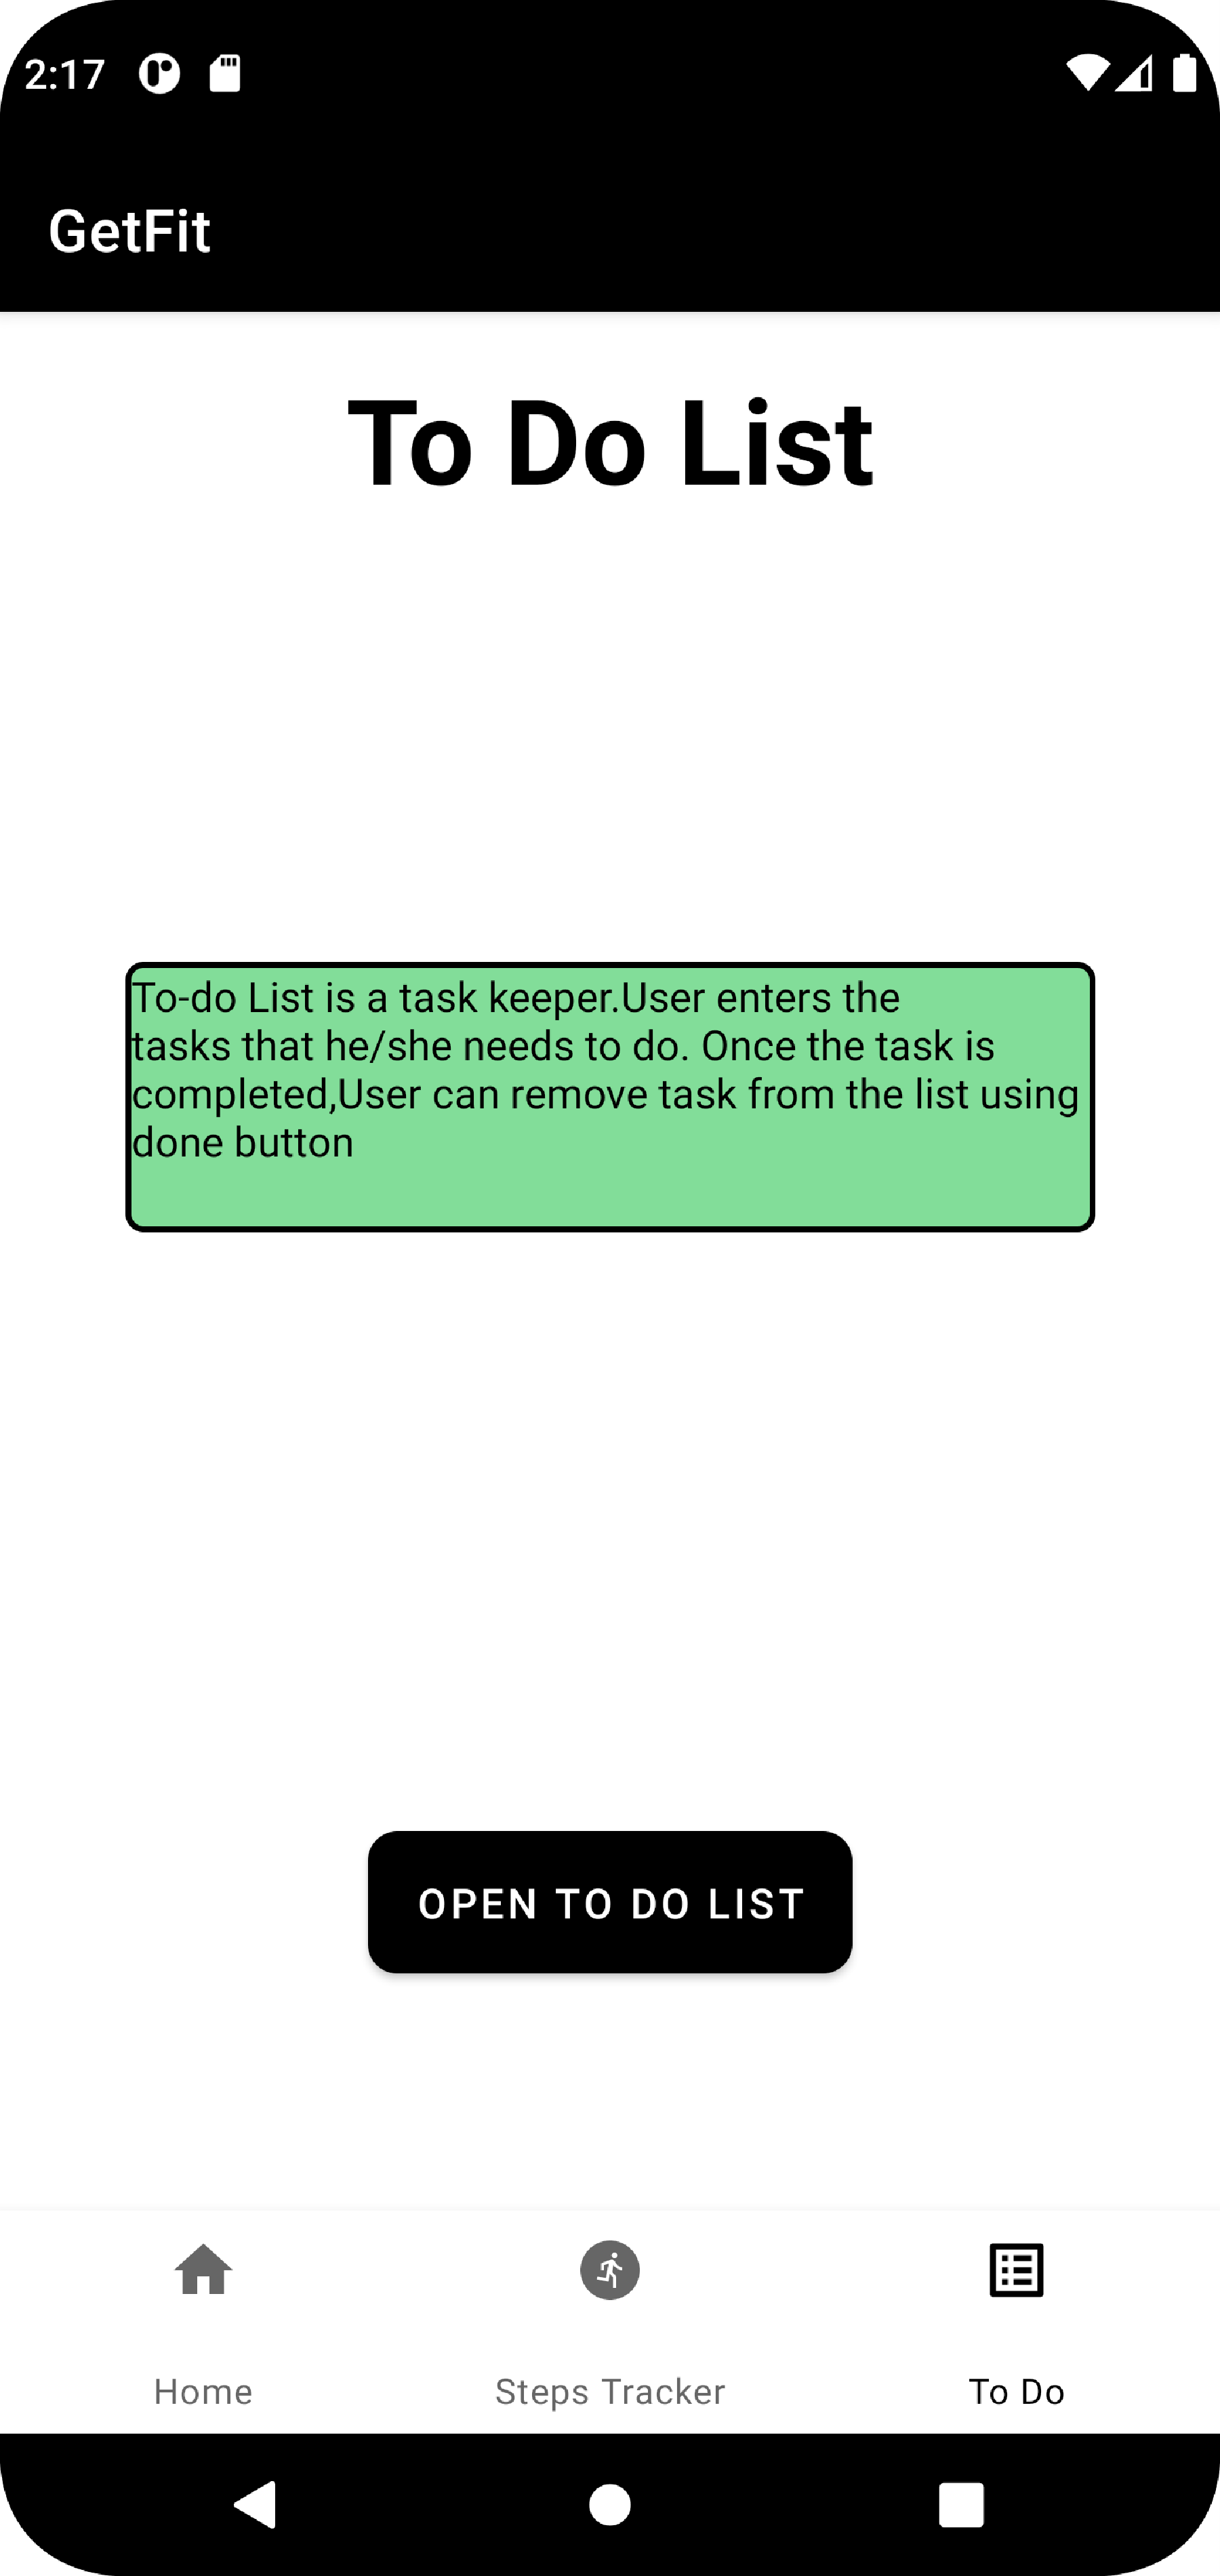 2:17
GetFit
To Do List
To-do List is a task keeper.User enters the
tasks that he/she needs to do. Once the task is
completed,User can remove task from the list using
done button
OPEN TO DO LIST
Home
Steps Tracker
To Do